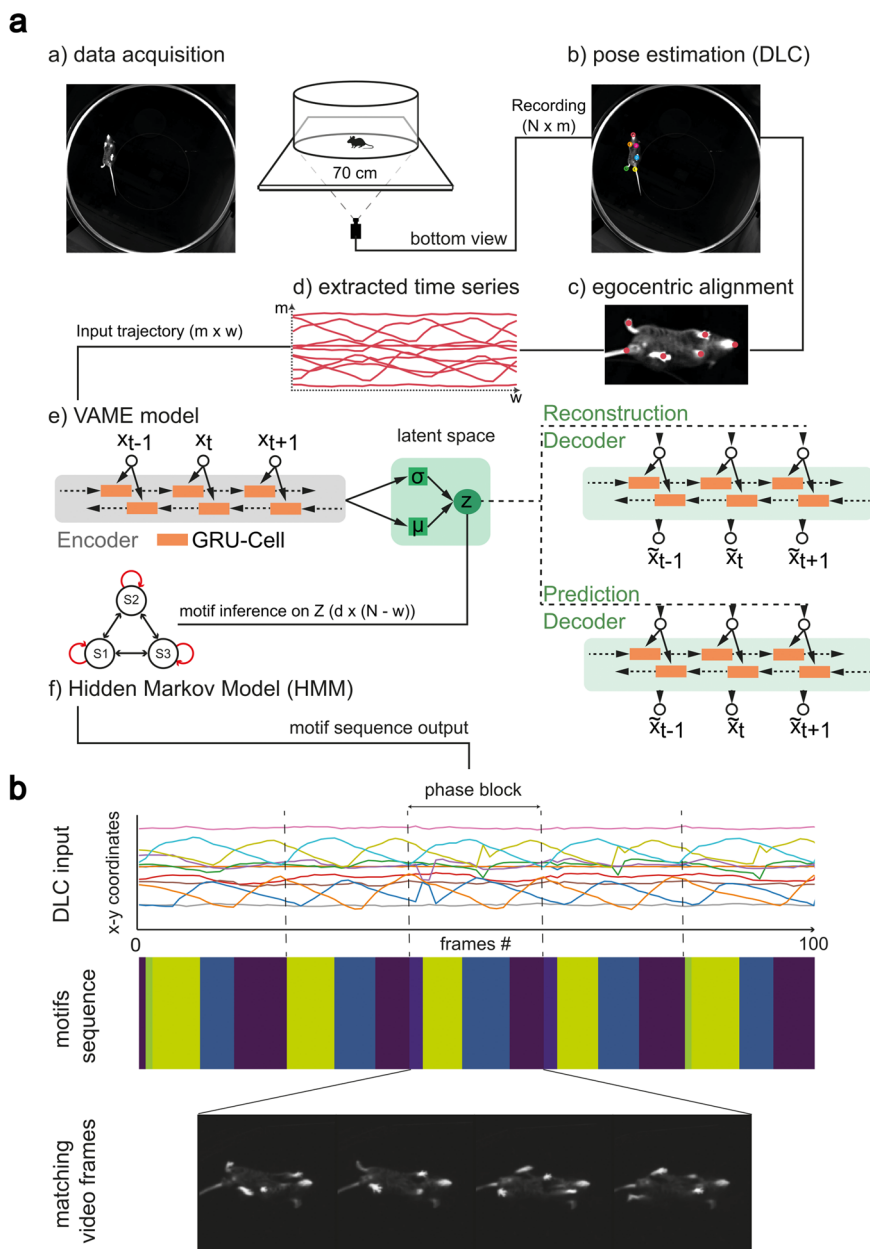 a
a) data acquisition
b) pose estimation (DLC)
Recording
(N x m)
70 cm
bottom view
d) extracted time series
c) egocentric alignment
m
Input trajectory (m x w)
w
e) VAME model
Reconstruction
Decoder
latent space
xt-1
xt
xt+1
σ
μ
z
Encoder
GRU-Cell
x̃t-1
x̃t
x̃t+1
S2
S1
S3
motif inference on Z (d x (N - w))
Prediction
Decoder
f) Hidden Markov Model (HMM)
x̃t-1
x̃t
x̃t+1
motif sequence output
b
phase block
DLC input
x-y coordinates
0
frames #
100
motifs
sequence
matching
video frames